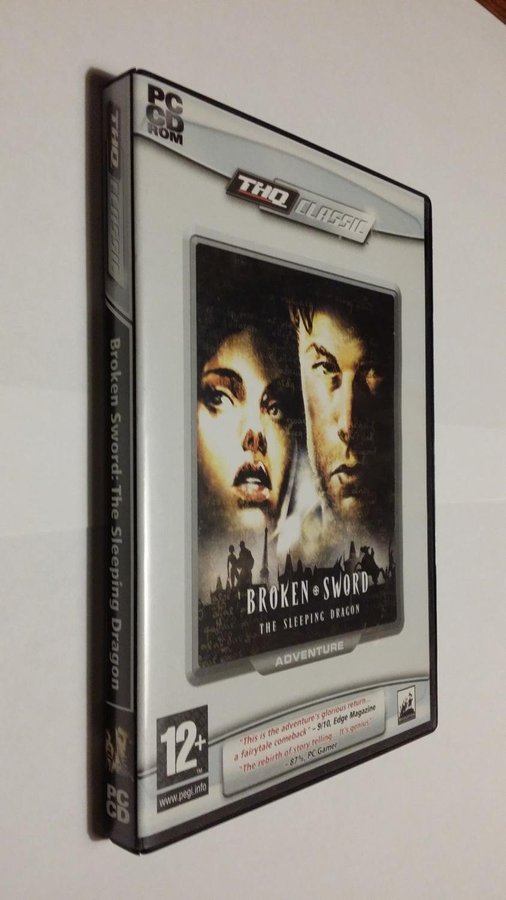 PC
CD
ROM
THQ CLASSIC
BROKEN SWORD
THE SLEEPING DRAGON
ADVENTURE
12+
™
www.pegi.info
"This is the adventure's glorious return...
a fairytale comeback" – 9/10, Edge Magazine
"The rebirth of story telling... It's genius"
– 87%, PC Gamer
THQ CLASSIC
Broken Sword: The Sleeping Dragon
PC
CD